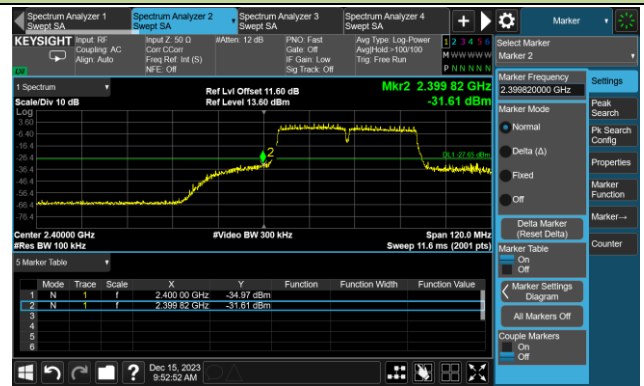 Spectrum Analyzer 1
Swept SA
Spectrum Analyzer 2
Swept SA
Spectrum Analyzer 3
Swept SA
Spectrum Analyzer 4
Swept SA
+
Marker
KEYSIGHT
Input: RF
Coupling: AC
Align: Auto
Input Z: 50 Ω
Corr CCorr
Freq Ref: Int (S)
NFE: Off
#Atten: 12 dB
PNO: Fast
Gate: Off
IF Gain: Low
Sig Track: Off
Avg Type: Log-Power
Avg|Hold:>100/100
Trig: Free Run
1 2 3 4 5 6
M W W W W W
P N N N N N
LW
Select Marker
Marker 2
1 Spectrum
Scale/Div 10 dB
Ref Lvl Offset 11.60 dB
Ref Level 13.60 dBm
Mkr2 2.399 82 GHz
-31.61 dBm
Log
3.60
-6.40
-16.4
-26.4
-36.4
-46.4
-56.4
-66.4
-76.4
2
DL1 -27.65 dBm
Center 2.40000 GHz
#Res BW 100 kHz
#Video BW 300 kHz
Span 120.0 MHz
Sweep 11.6 ms (2001 pts)
5 Marker Table
Mode Trace Scale X Y Function Function Width Function Value
1 N 1 f 2.400 00 GHz -34.97 dBm
2 N 1 f 2.399 82 GHz -31.61 dBm
3
4
5
6
Marker Frequency
2.399820000 GHz
Marker Mode
Normal
Delta (Δ)
Fixed
Off
Delta Marker
(Reset Delta)
Marker Table
On
Off
Marker Settings
Diagram
All Markers Off
Couple Markers
On
Off
Settings
Peak
Search
Pk Search
Config
Properties
Marker
Function
Marker→
Counter
?
Dec 15, 2023
9:52:52 AM